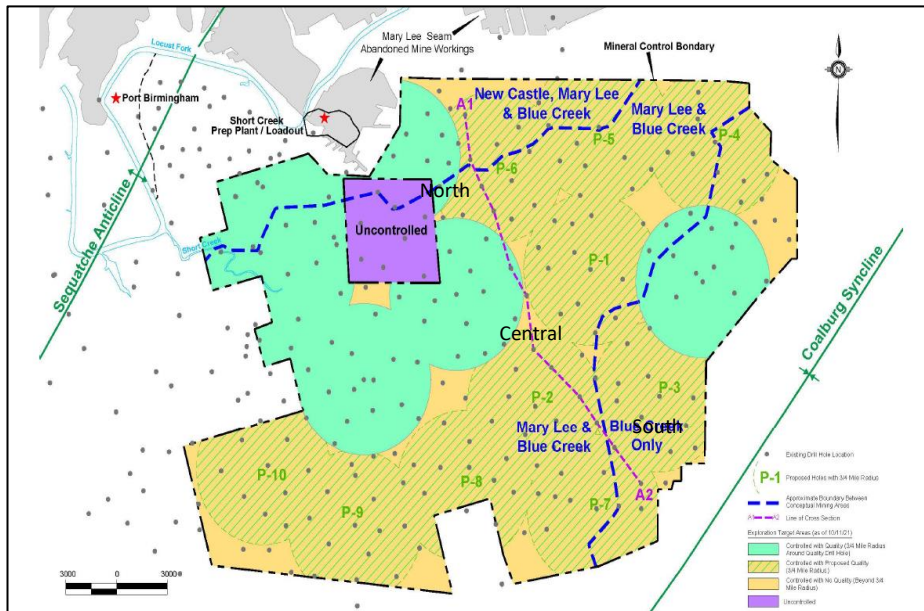 Mary Lee Seam
Abandoned Mine Workings
Mineral Control Bondary
N
Locust Fork
Port Birmingham
Short Creek
Prep Plant / Loadout
New Castle, Mary Lee
& Blue Creek
Mary Lee &
Blue Creek
A1
P-5
P-4
P-6
North
Uncontrolled
Short Creek
Sequatche Anticline
P-1
Coalburg Syncline
Central
P-2
P-3
Mary Lee &
Blue Creek
Blue Creek
Only
South
P-10
P-9
P-8
P-7
A2
3000
0
3000
Existing Drill Hole Location
P-1
Proposed Holes with 3/4 Mile Radius
Approximate Boundary Between
Conceptual Mining Areas
A1 A2
Line of Cross Section
Exploration Target Areas (as of 10/11/21)
Controlled with Quality (3/4 Mile Radius
Around Quality Drill Hole)
Controlled with Proposed Quality
(3/4 Mile Radius)
Controlled with No Quality (Beyond 3/4
Mile Radius)
Uncontrolled